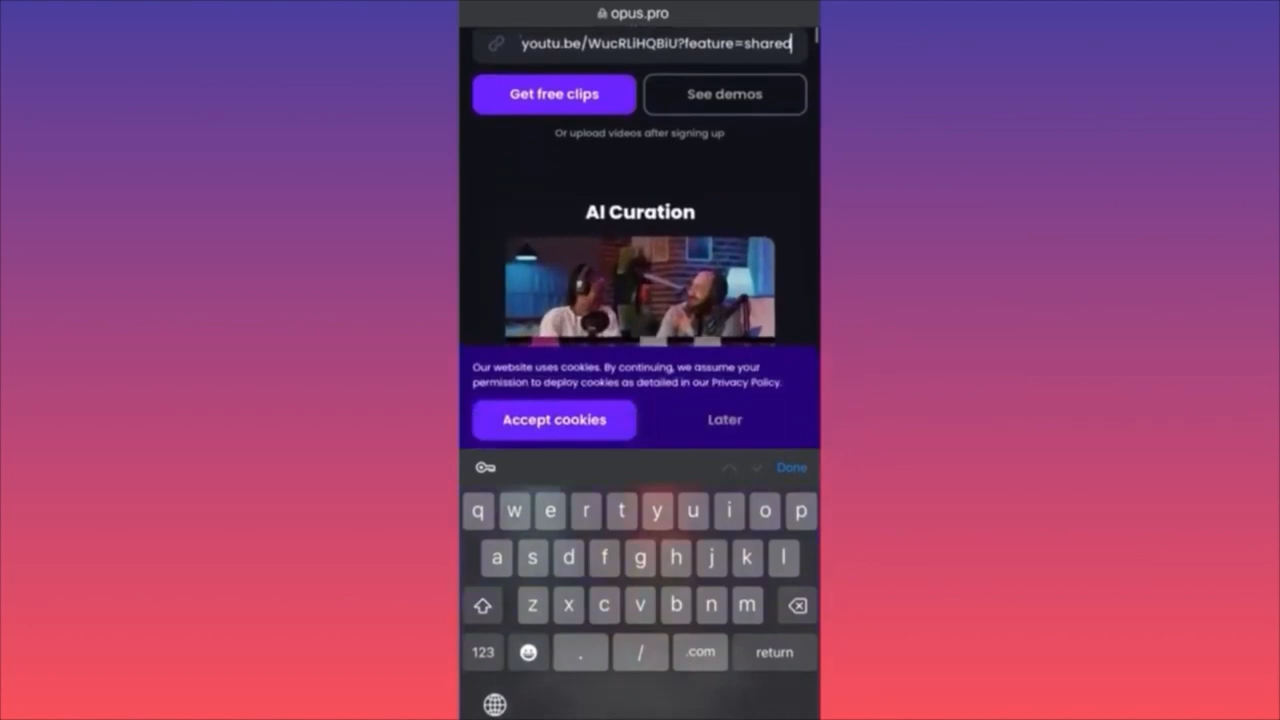 opus.pro
youtu.be/WucRLiHQBiU?feature=shared
Get free clips
See demos
Or upload videos after signing up
AI Curation
Our website uses cookies. By continuing, we assume your
permission to deploy cookies as detailed in our Privacy Policy.
Accept cookies
Later
Done
q w e r t y u i o p
a s d f g h j k l
z x c v b n m
123 . / .com return